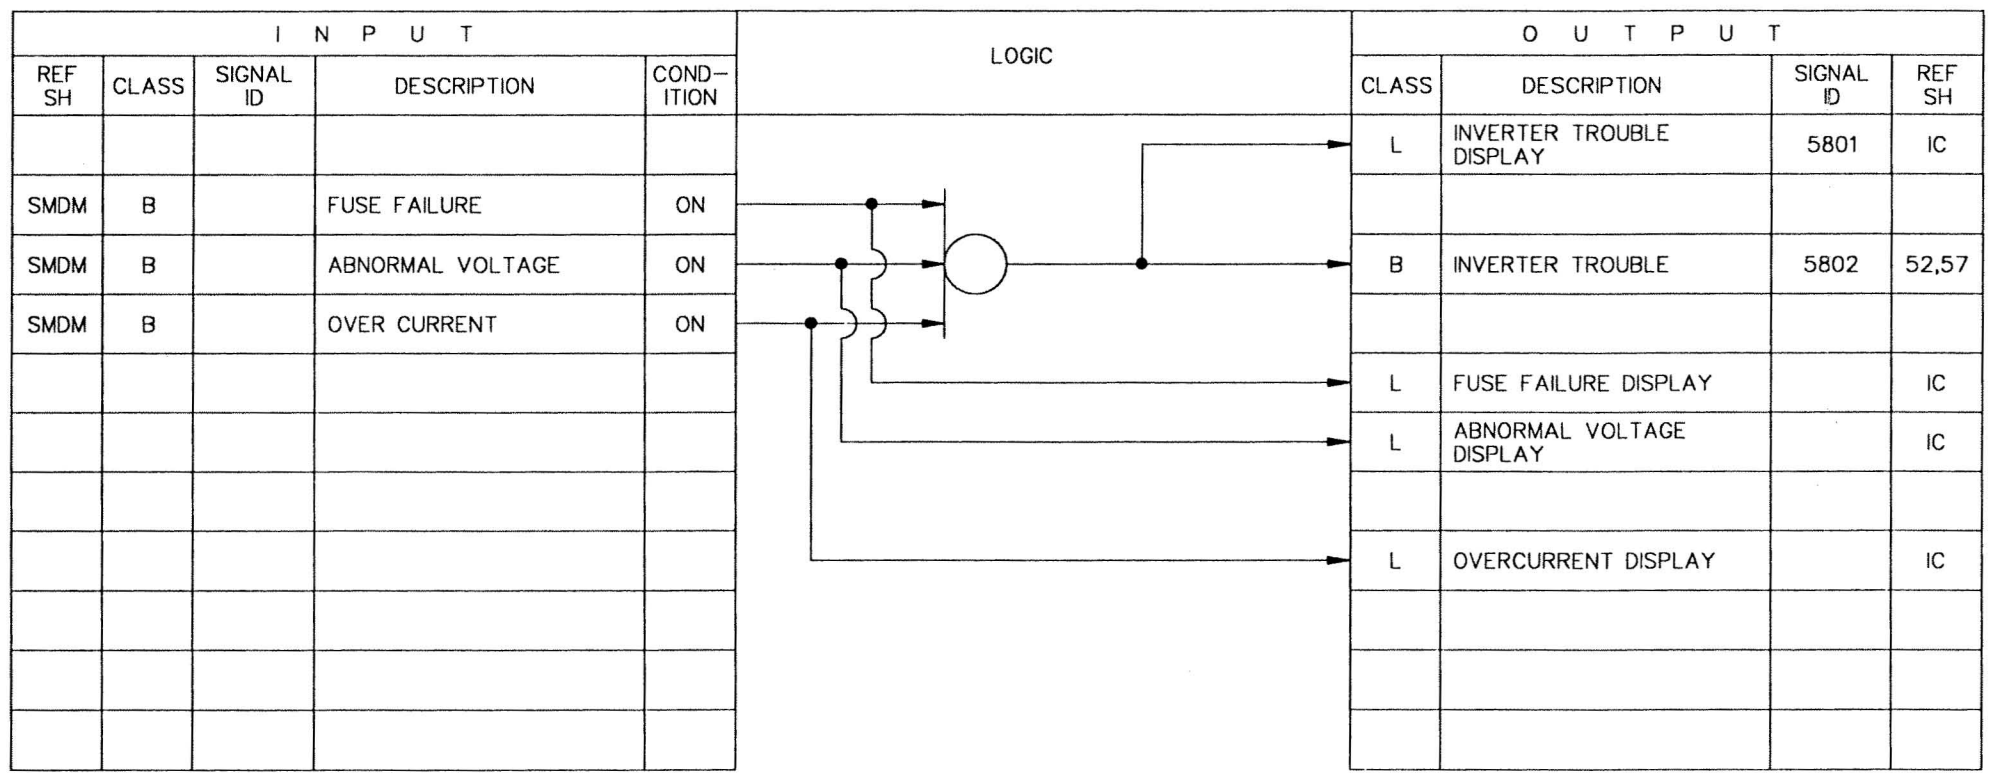 I N P U T
LOGIC
O U T P U T
REF SH
CLASS
SIGNAL ID
DESCRIPTION
COND-
ITION
CLASS
DESCRIPTION
SIGNAL ID
REF SH
L
INVERTER TROUBLE
DISPLAY
5801
IC
SMDM B FUSE FAILURE ON
SMDM B ABNORMAL VOLTAGE ON
B INVERTER TROUBLE 5802 52,57
SMDM B OVER CURRENT ON
L FUSE FAILURE DISPLAY IC
L
ABNORMAL VOLTAGE
DISPLAY
IC
L OVERCURRENT DISPLAY IC